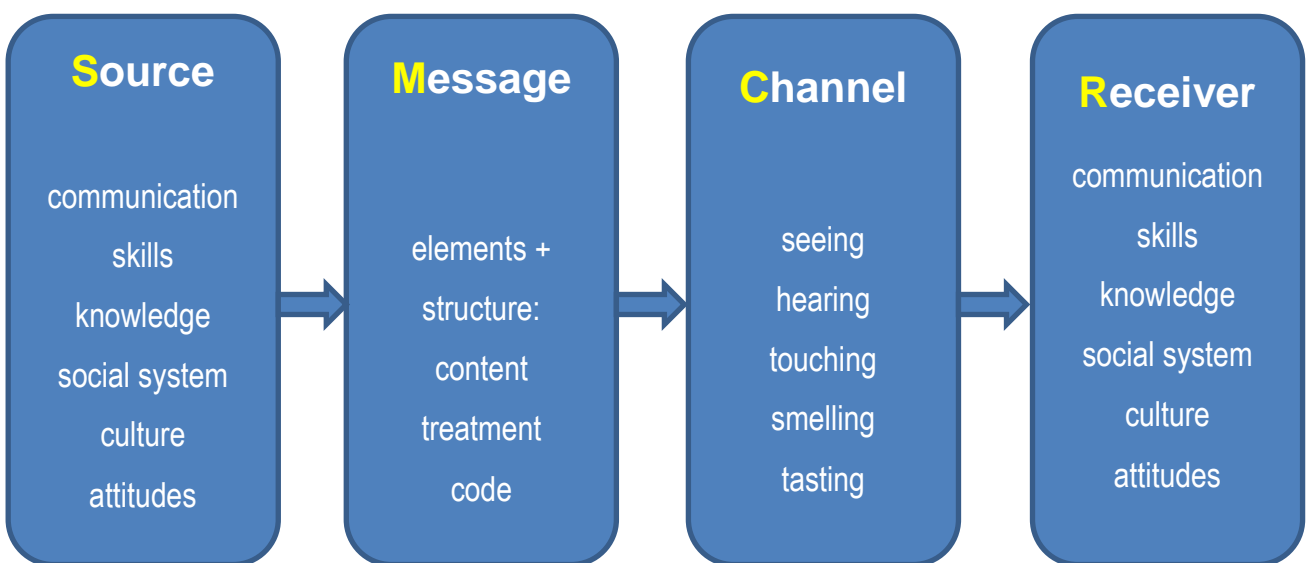 Source
communication
skills
knowledge
social system
culture
attitudes
Message
elements +
structure:
content
treatment
code
Channel
seeing
hearing
touching
smelling
tasting
Receiver
communication
skills
knowledge
social system
culture
attitudes